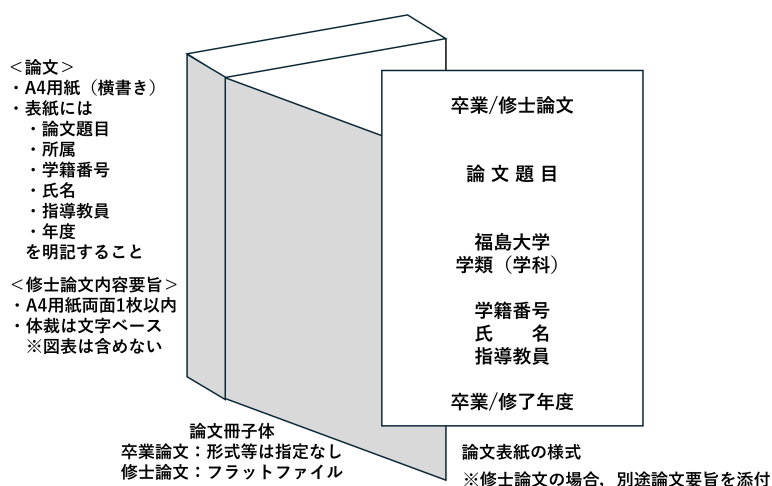 ＜論文＞
・A4用紙（横書き）
・表紙には
・論文題目
・所属
・学籍番号
・氏名
・指導教員
・年度
を明記すること
＜修士論文内容要旨＞
・A4用紙両面1枚以内
・体裁は文字ベース
※図表は含めない
論文冊子体
卒業論文：形式等は指定なし
修士論文：フラットファイル
卒業/修士論文
論 文 題 目
福島大学
学類（学科）
学籍番号
氏　　名
指導教員
卒業/修了年度
論文表紙の様式
※修士論文の場合，別途論文要旨を添付